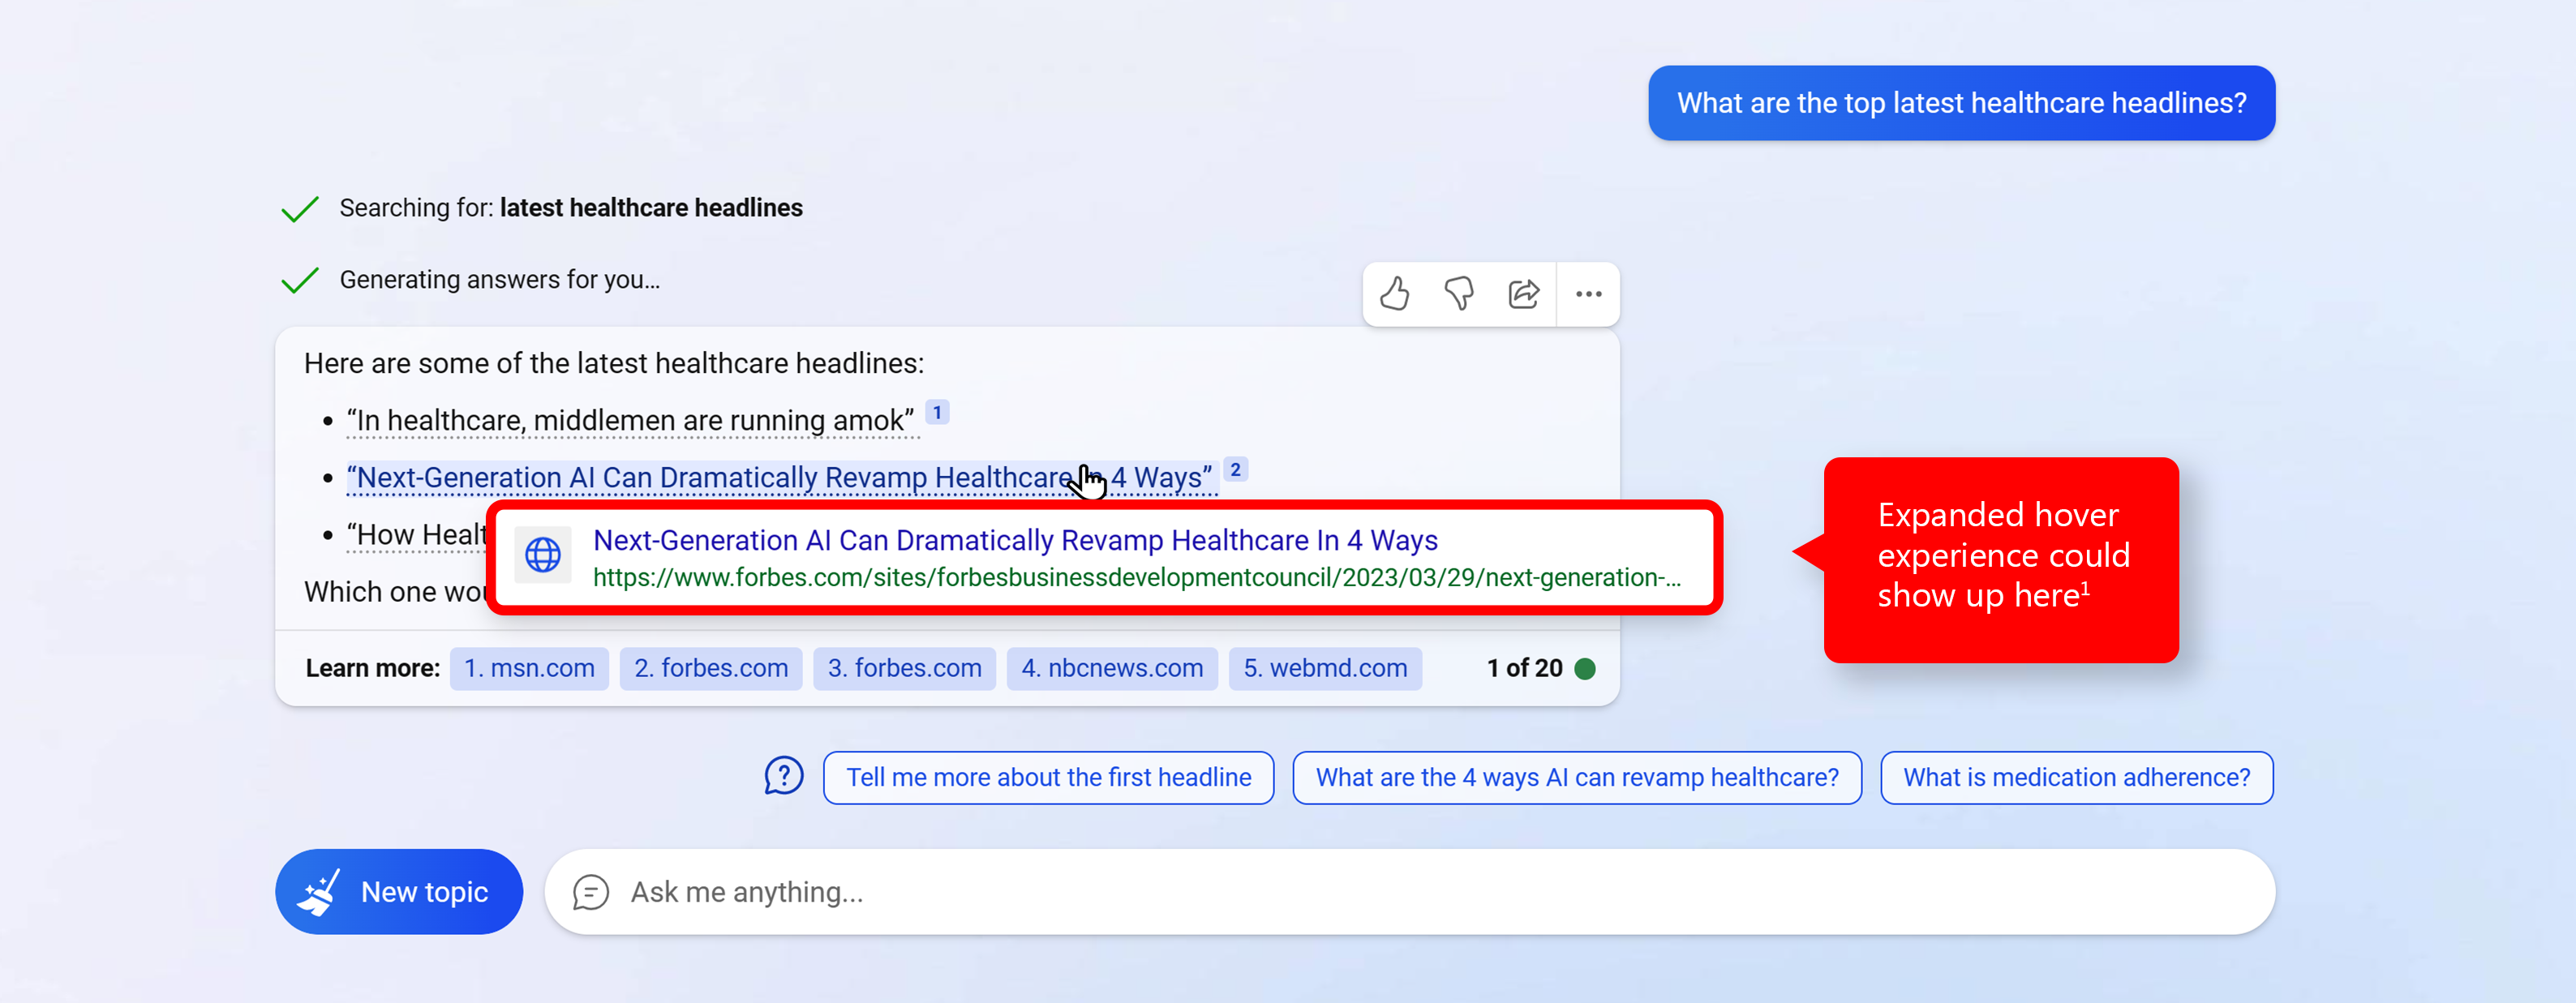 What are the top latest healthcare headlines?
Searching for: latest healthcare headlines
Generating answers for you...
Here are some of the latest healthcare headlines:
• “In healthcare, middlemen are running amok” 1
• “Next-Generation AI Can Dramatically Revamp Healthcare In 4 Ways” 2
• “How Healt
Next-Generation AI Can Dramatically Revamp Healthcare In 4 Ways
https://www.forbes.com/sites/forbesbusinessdevelopmentcouncil/2023/03/29/next-generation-...
Which one wou
Expanded hover
experience could
show up here¹
Learn more: 1. msn.com 2. forbes.com 3. forbes.com 4. nbcnews.com 5. webmd.com 1 of 20
Tell me more about the first headline What are the 4 ways AI can revamp healthcare? What is medication adherence?
New topic Ask me anything...